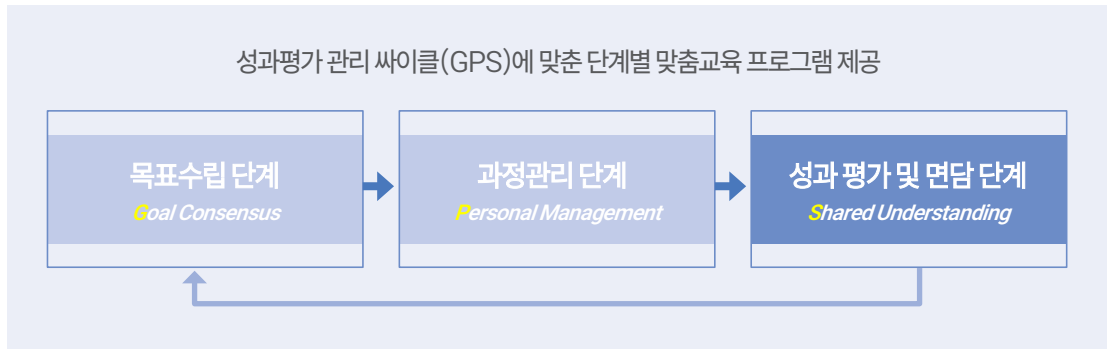 성과평가 관리 싸이클(GPS)에 맞춘 단계별 맞춤교육 프로그램 제공
목표수립 단계
Goal Consensus
과정관리 단계
Personal Management
성과 평가 및 면담 단계
Shared Understanding